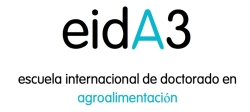 eidA3
escuela internacional de doctorado en
agroalimentación